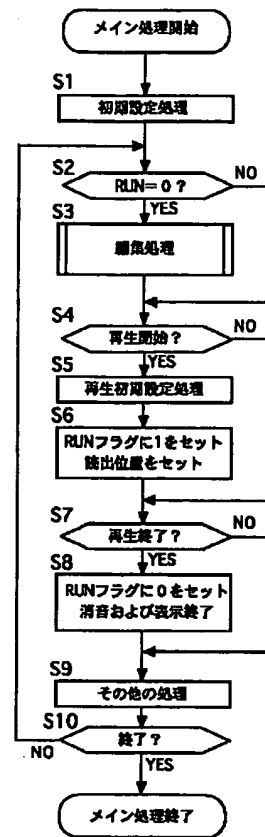 メイン処理開始
S1
初期設定処理
S2
RUN=0?
NO
YES
S3
編集処理
S4
再生開始?
NO
YES
S5
再生初期設定処理
S6
RUNフラグに1をセット
読出位置をセット
S7
再生終了?
NO
YES
S8
RUNフラグに0をセット
消音および表示終了
S9
その他の処理
S10
終了?
NO
YES
メイン処理終了